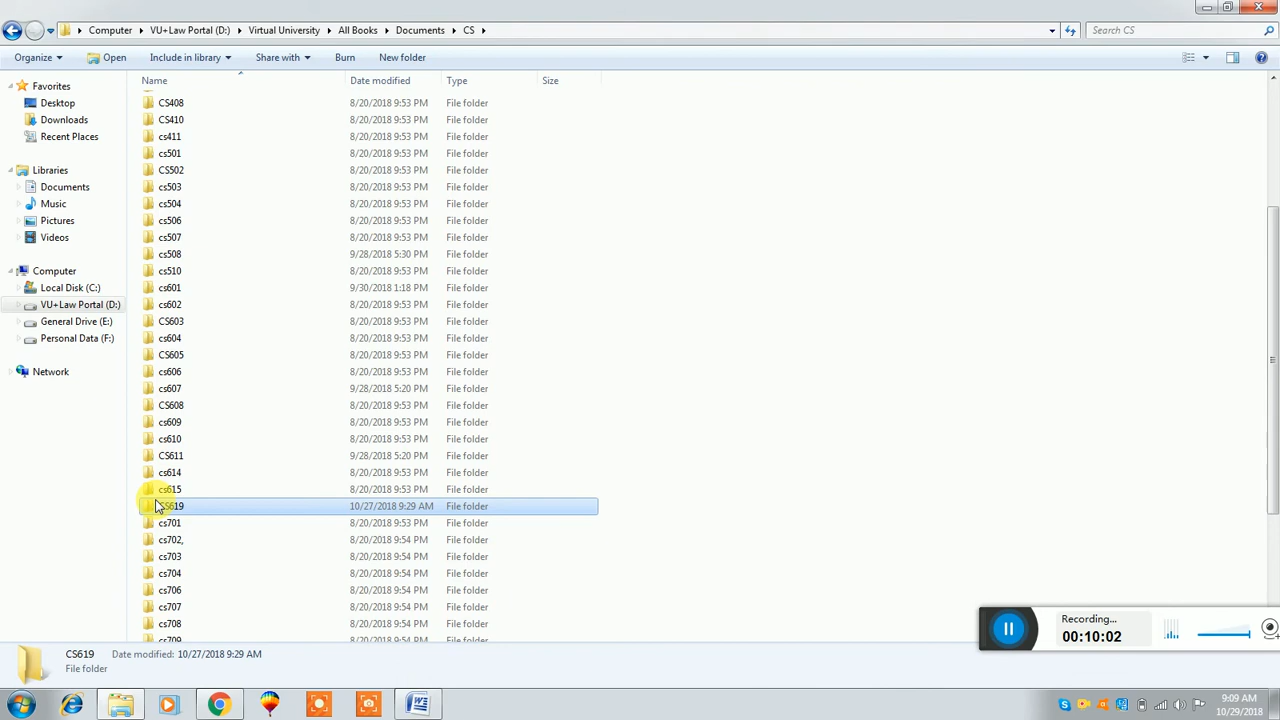 Computer ▸ VU+Law Portal (D:) ▸ Virtual University ▸ All Books ▸ Documents ▸ CS ▸ Search CS
Organize Open Include in library Share with Burn New folder
Name Date modified Type Size
Favorites
Desktop
Downloads
Recent Places
Libraries
Documents
Music
Pictures
Videos
Computer
Local Disk (C:)
VU+Law Portal (D:)
General Drive (E:)
Personal Data (F:)
Network
CS408 8/20/2018 9:53 PM File folder
CS410 8/20/2018 9:53 PM File folder
cs411 8/20/2018 9:53 PM File folder
cs501 8/20/2018 9:53 PM File folder
CS502 8/20/2018 9:53 PM File folder
cs503 8/20/2018 9:53 PM File folder
cs504 8/20/2018 9:53 PM File folder
cs506 8/20/2018 9:53 PM File folder
cs507 8/20/2018 9:53 PM File folder
cs508 9/28/2018 5:30 PM File folder
cs510 8/20/2018 9:53 PM File folder
cs601 9/30/2018 1:18 PM File folder
cs602 8/20/2018 9:53 PM File folder
CS603 8/20/2018 9:53 PM File folder
cs604 8/20/2018 9:53 PM File folder
CS605 8/20/2018 9:53 PM File folder
cs606 8/20/2018 9:53 PM File folder
cs607 9/28/2018 5:20 PM File folder
CS608 8/20/2018 9:53 PM File folder
cs609 8/20/2018 9:53 PM File folder
cs610 8/20/2018 9:53 PM File folder
CS611 9/28/2018 5:20 PM File folder
cs614 8/20/2018 9:53 PM File folder
cs615 8/20/2018 9:53 PM File folder
CS619 10/27/2018 9:29 AM File folder
cs701 8/20/2018 9:53 PM File folder
cs702, 8/20/2018 9:54 PM File folder
cs703 8/20/2018 9:54 PM File folder
cs704 8/20/2018 9:54 PM File folder
cs706 8/20/2018 9:54 PM File folder
cs707 8/20/2018 9:54 PM File folder
cs708 8/20/2018 9:54 PM File folder
cs709 8/20/2018 9:54 PM File folder
Recording...
00:10:02
CS619 Date modified: 10/27/2018 9:29 AM
File folder
9:09 AM
10/29/2018